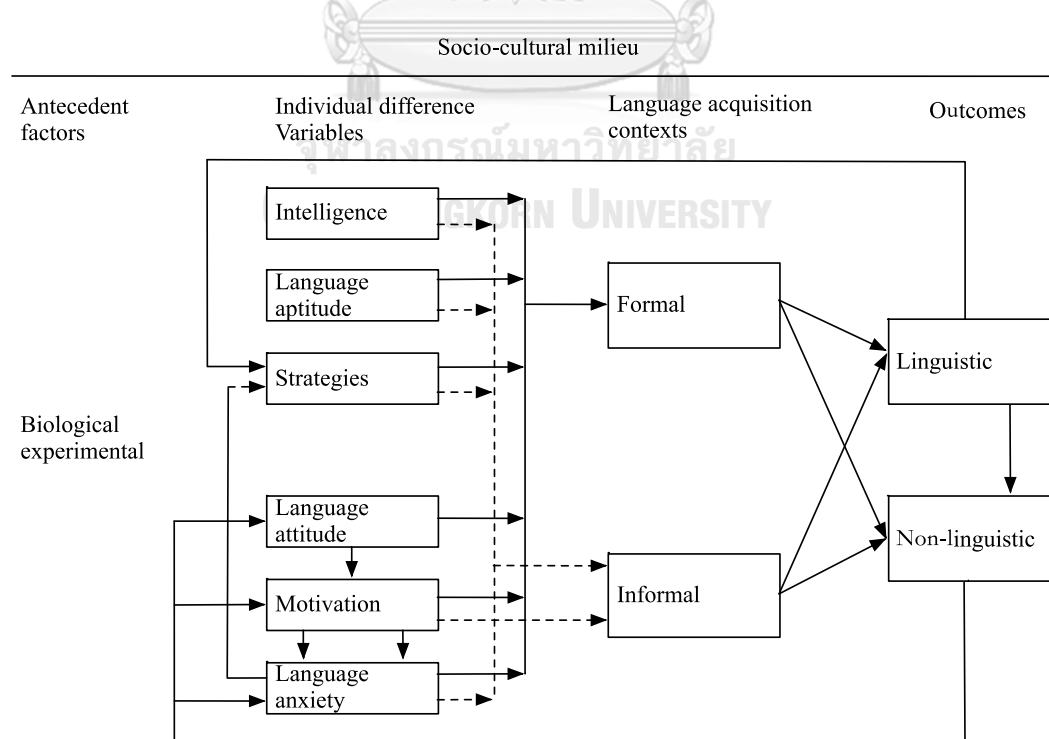 Socio-cultural milieu
Antecedent
factors
Individual difference
Variables
Language acquisition
contexts
Outcomes
จุฬาลงกรณ์มหาวิทยาลัย
GKORN UNIVERSITY
Intelligence
Language
aptitude
Strategies
Biological
experimental
Language
attitude
Motivation
Language
anxiety
Formal
Informal
Linguistic
Non-linguistic